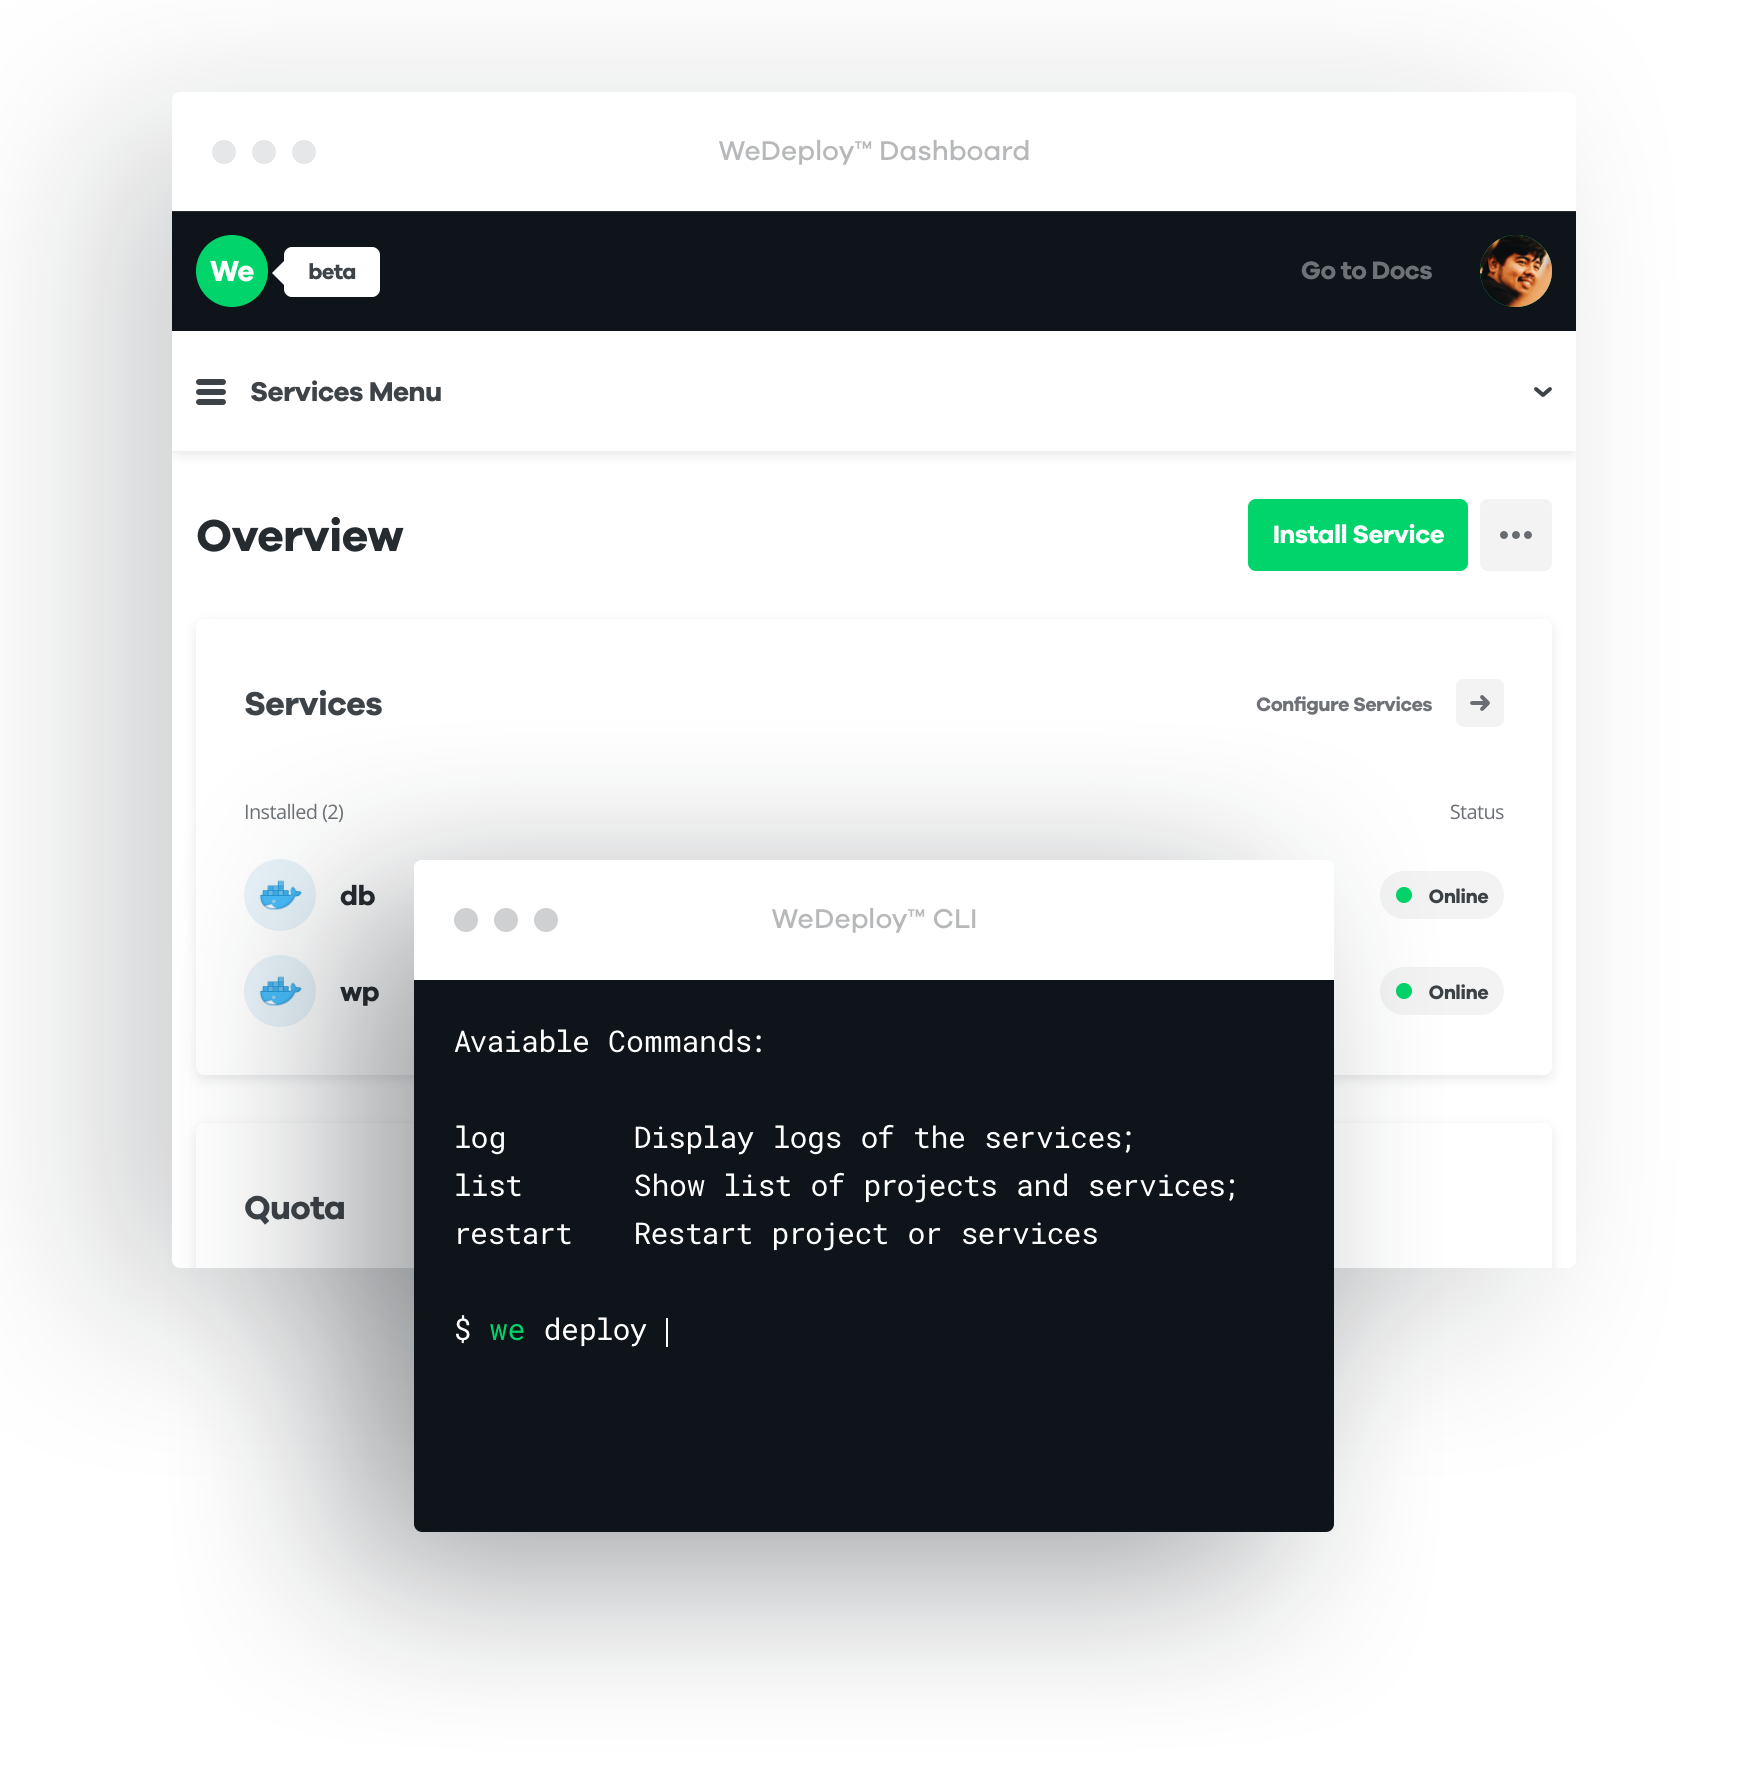 WeDeploy™ Dashboard
We
beta
Go to Docs
Services Menu
Overview
Install Service
Services
Configure Services
Installed (2)
Status
db
Online
wp
Online
Quota
WeDeploy™ CLI
Avaiable Commands:
log Display logs of the services;
list Show list of projects and services;
restart Restart project or services
$ we deploy |